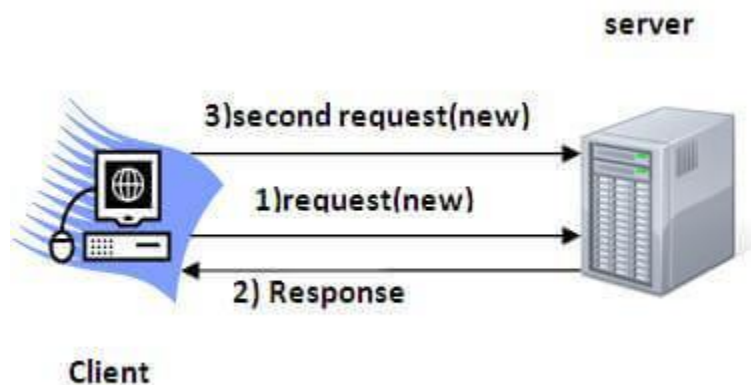 server
3)second request(new)
1)request(new)
2) Response
Client